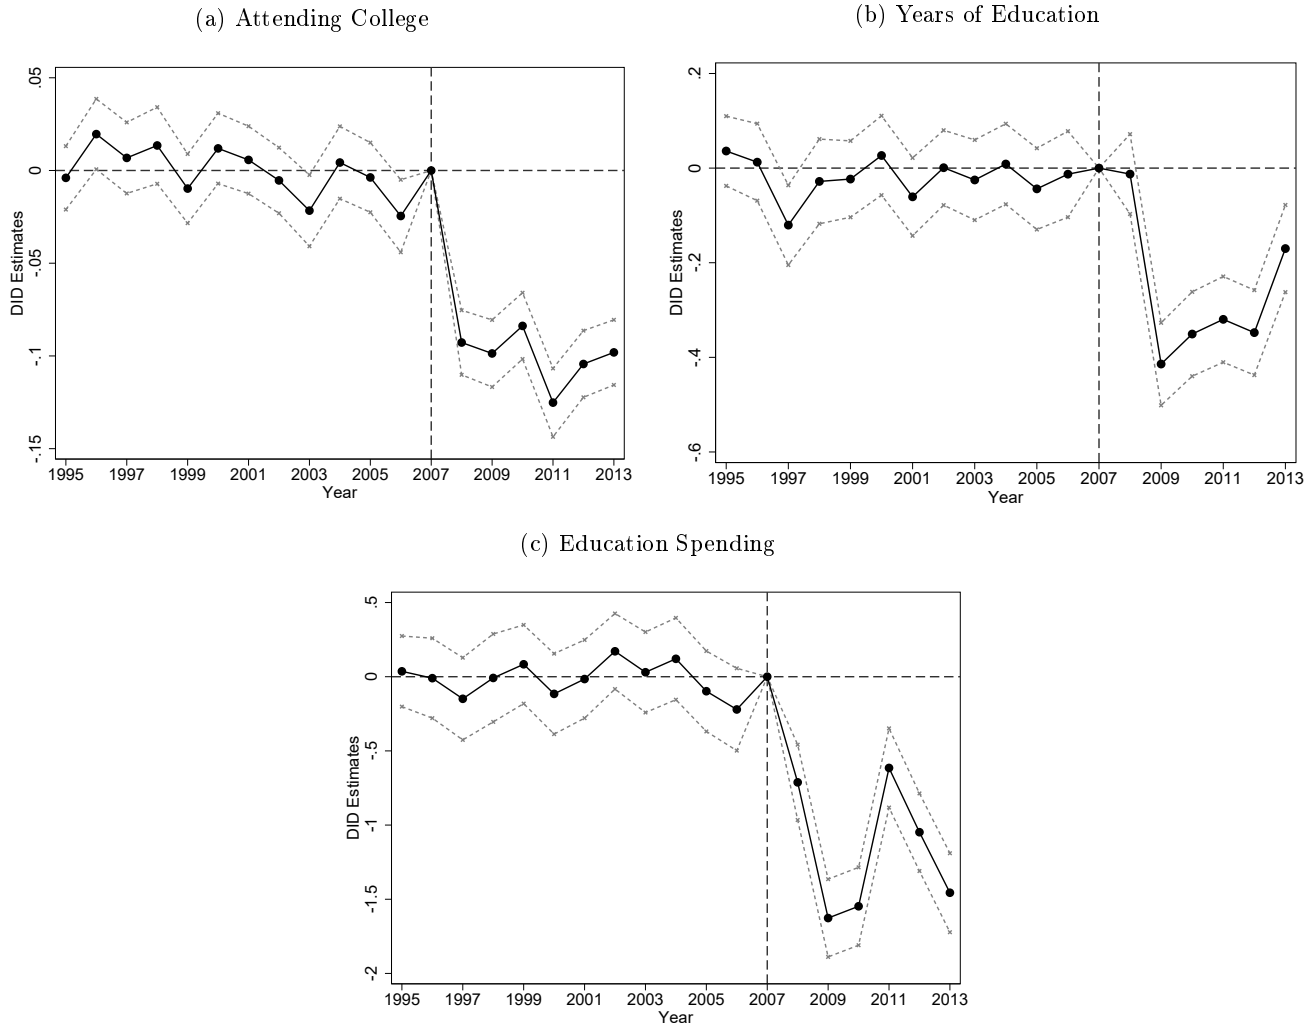 (a) Attending College
.05
0
-.05
-.1
-.15
DID Estimates
1995 1997 1999 2001 2003 2005 2007 2009 2011 2013
Year
(b) Years of Education
.2
0
-.2
-.4
-.6
DID Estimates
1995 1997 1999 2001 2003 2005 2007 2009 2011 2013
Year
(c) Education Spending
.5
0
-.5
-1
-1.5
-2
DID Estimates
1995 1997 1999 2001 2003 2005 2007 2009 2011 2013
Year